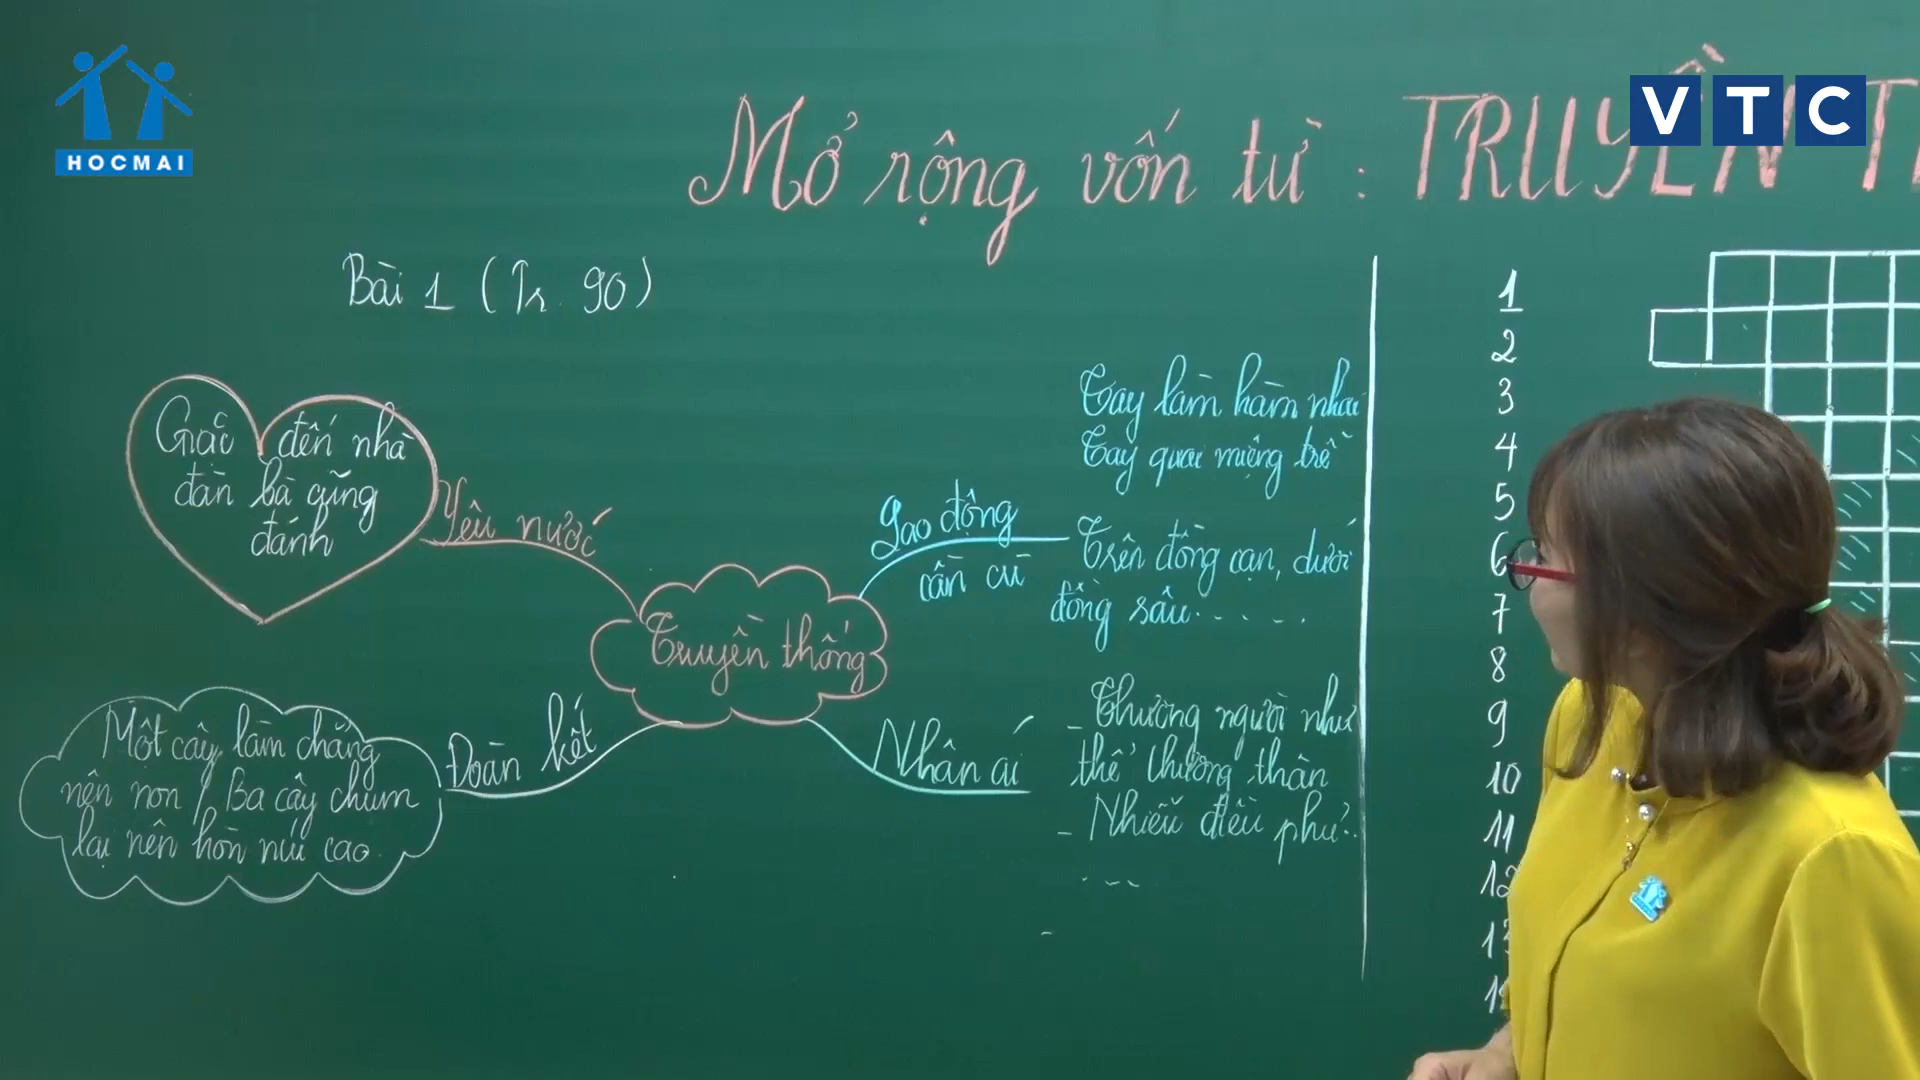 HOCMAI
VTC
Mở rộng vốn từ : TRUYỀN T
Bài 1 (Tr. 90)
Giặc đến nhà
đàn bà cũng
đánh
Yêu nước
Một cây làm chẳng
nên non / Ba cây chụm
lại nên hòn núi cao
Đoàn kết
Truyền thống
Lao động
cần cù
Tay làm hàm nhai
Tay quai miệng trễ
Trên đồng cạn, dưới
đồng sâu.....
Nhân ái
- Thương người như
thể thương thân
- Nhiễu điều phủ..
...
1
2
3
4
5
6
7
8
9
10
11
12